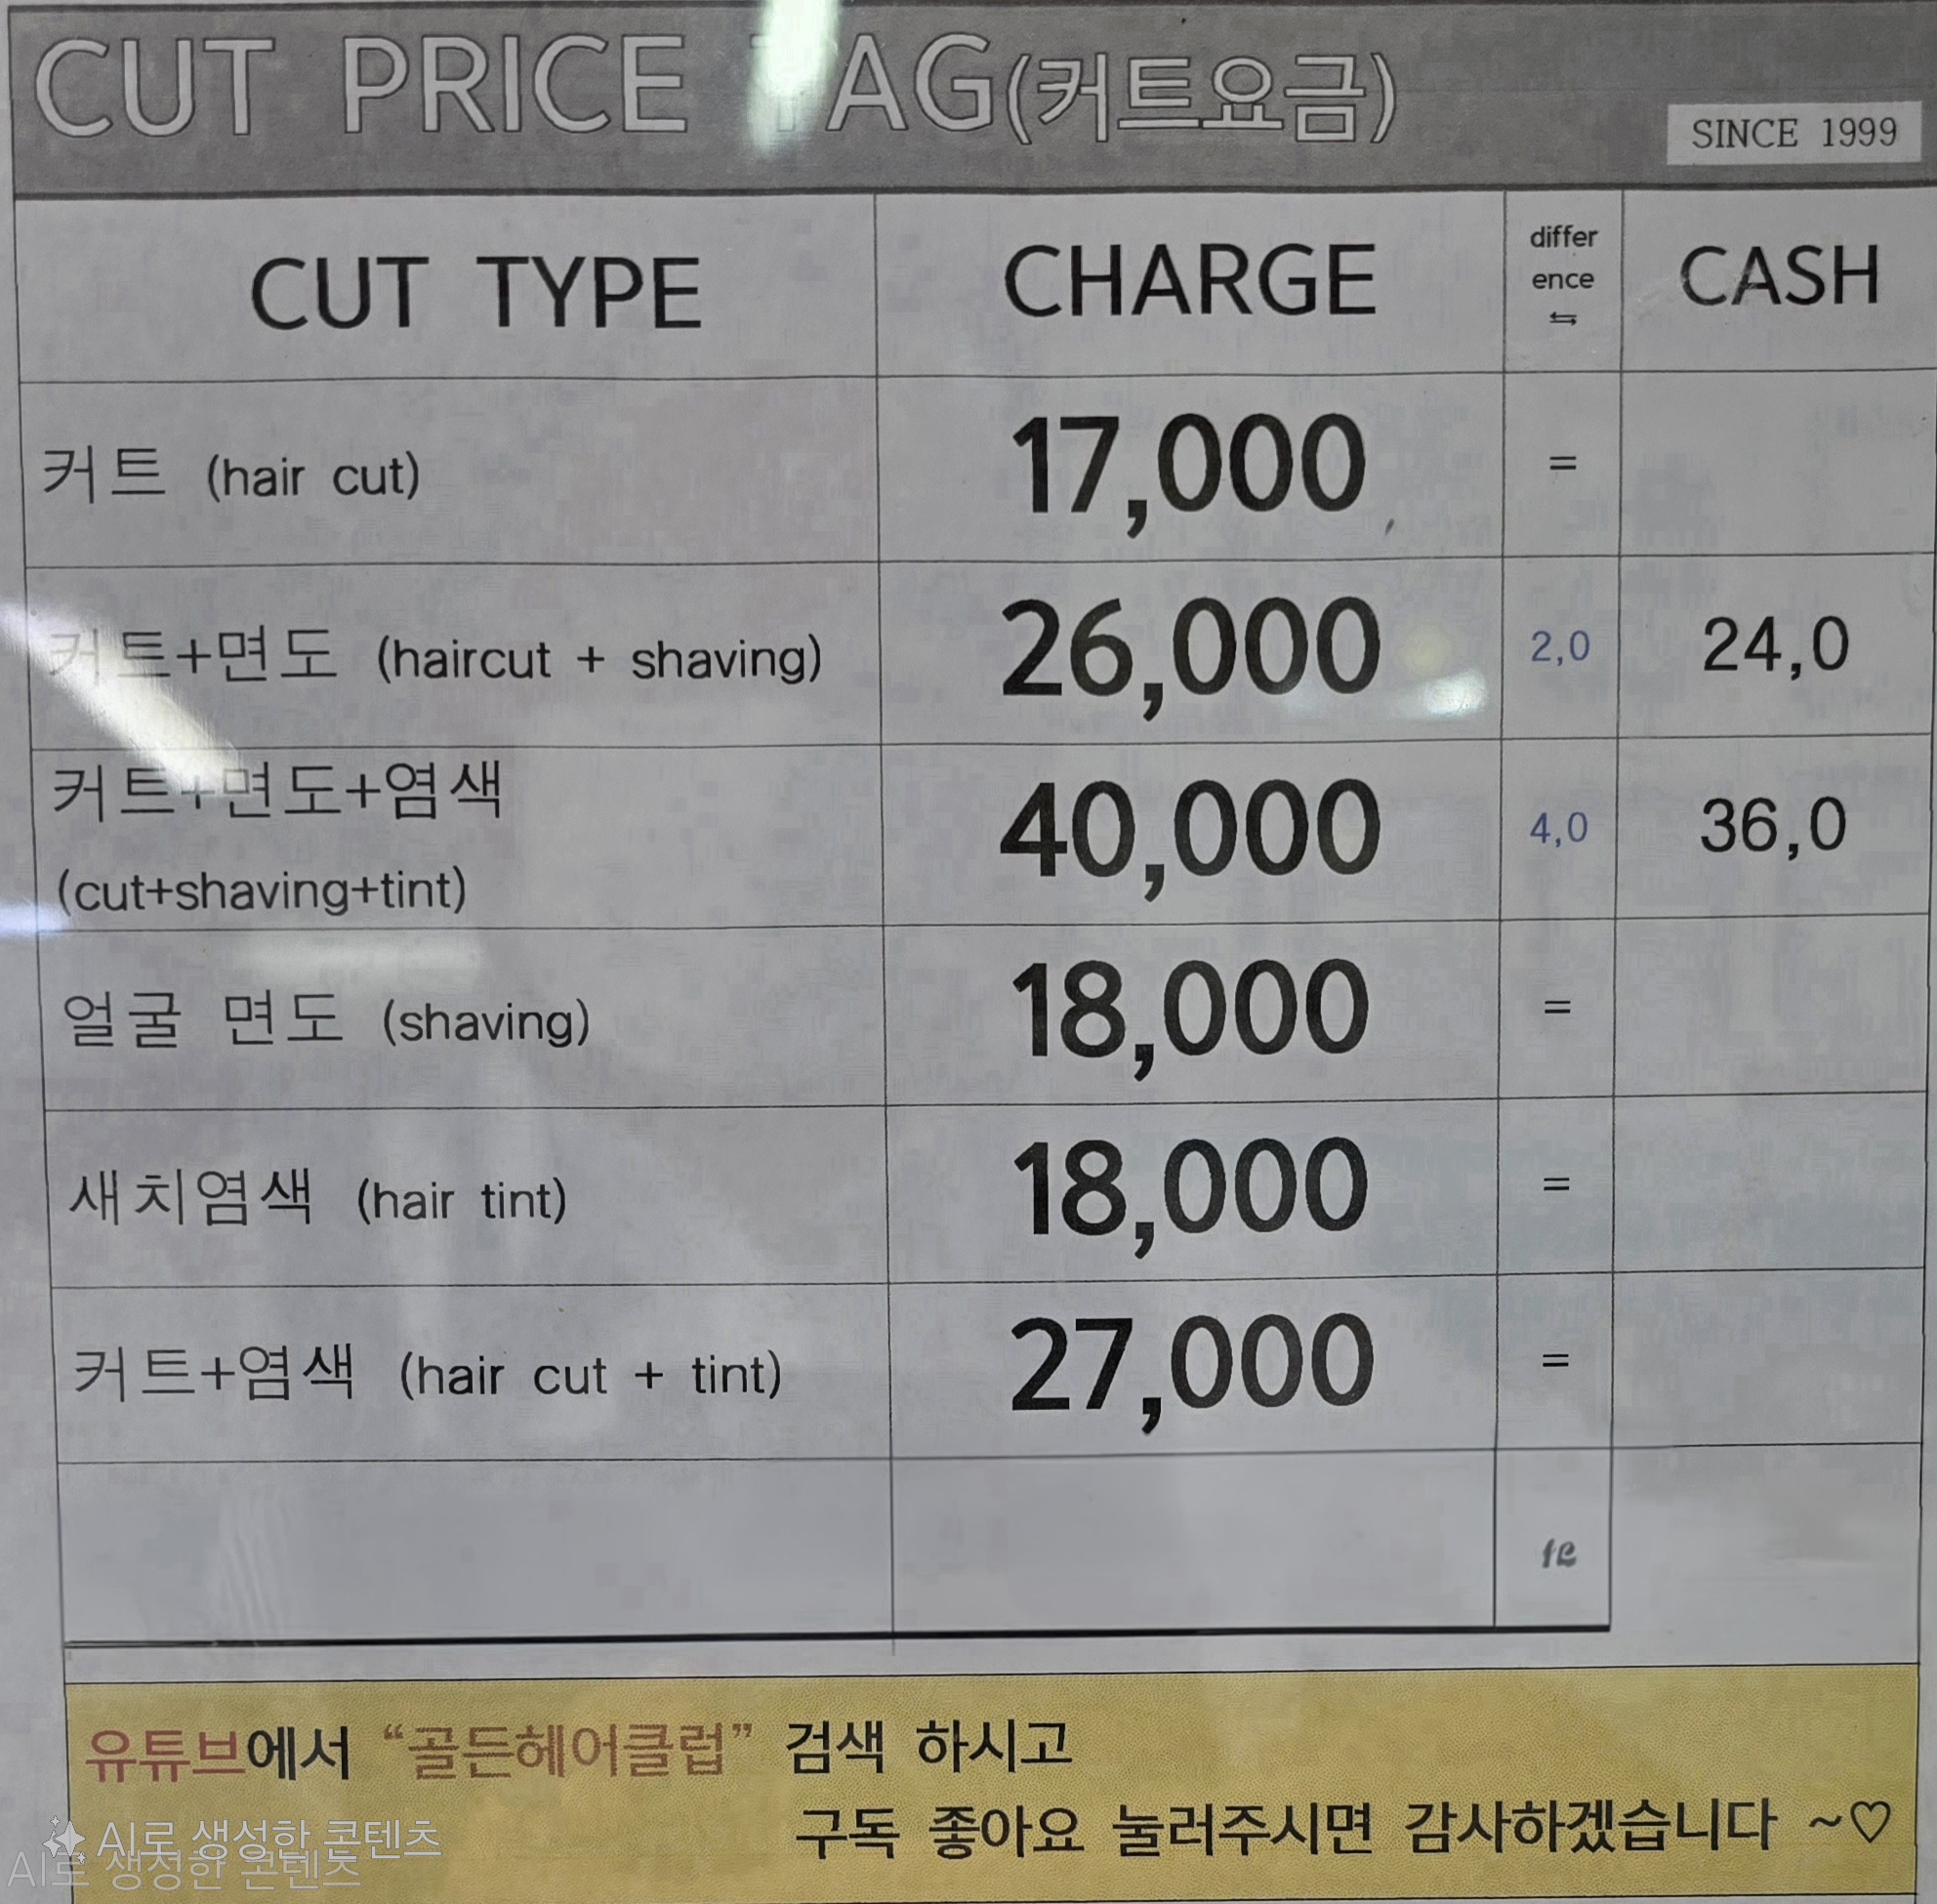 CUT PRICE TAG(커트요금)
SINCE 1999
CUT TYPE CHARGE differ ence ⇆ CASH
커트 (hair cut) 17,000 =
커트+면도 (haircut + shaving) 26,000 2,0 24,0
커트+면도+염색
(cut+shaving+tint) 40,000 4,0 36,0
얼굴 면도 (shaving) 18,000 =
새치염색 (hair tint) 18,000 =
커트+염색 (hair cut + tint) 27,000 =
유튜브에서 “골든헤어클럽” 검색 하시고
구독 좋아요 눌러주시면 감사하겠습니다 ~♡
AI로 생성한 콘텐츠
AI로 생성한 콘텐츠